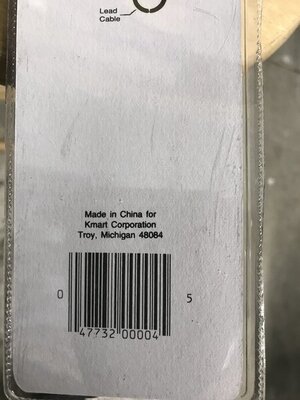 Lead
Cable
Made in China for
Kmart Corporation
Troy, Michigan 48084
0 47732 00004 5